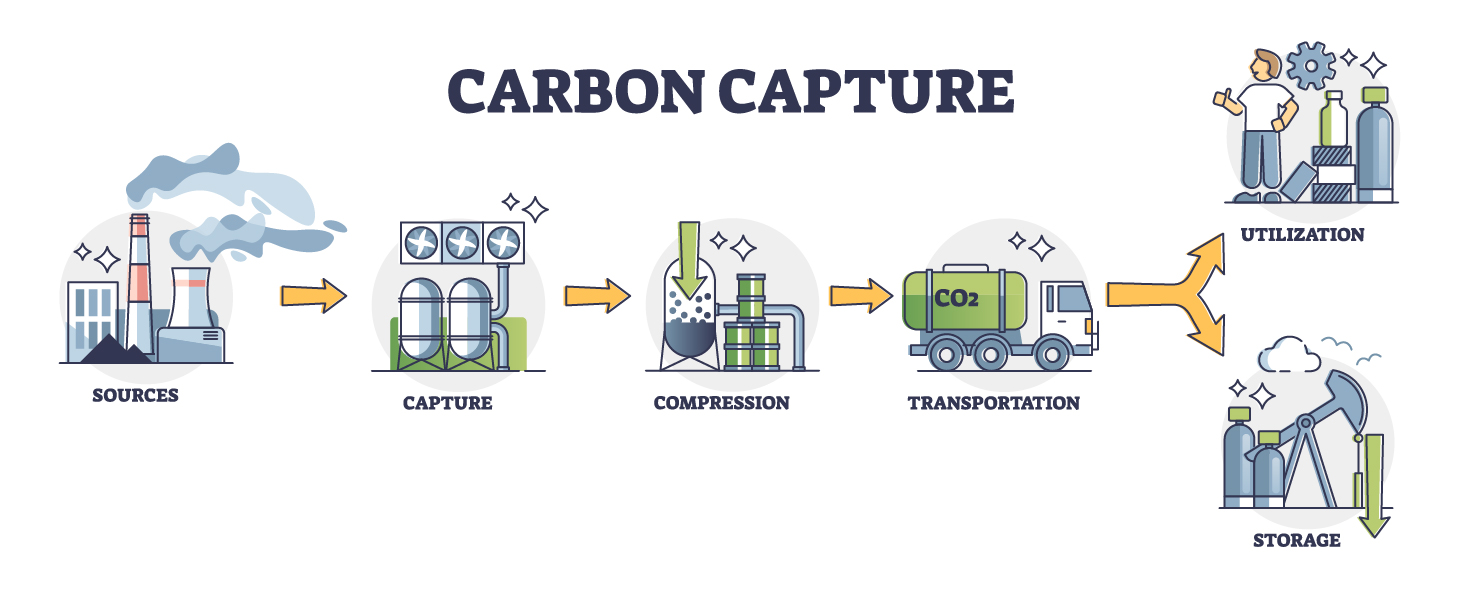 CARBON CAPTURE
SOURCES
CAPTURE
COMPRESSION
CO2
TRANSPORTATION
UTILIZATION
STORAGE